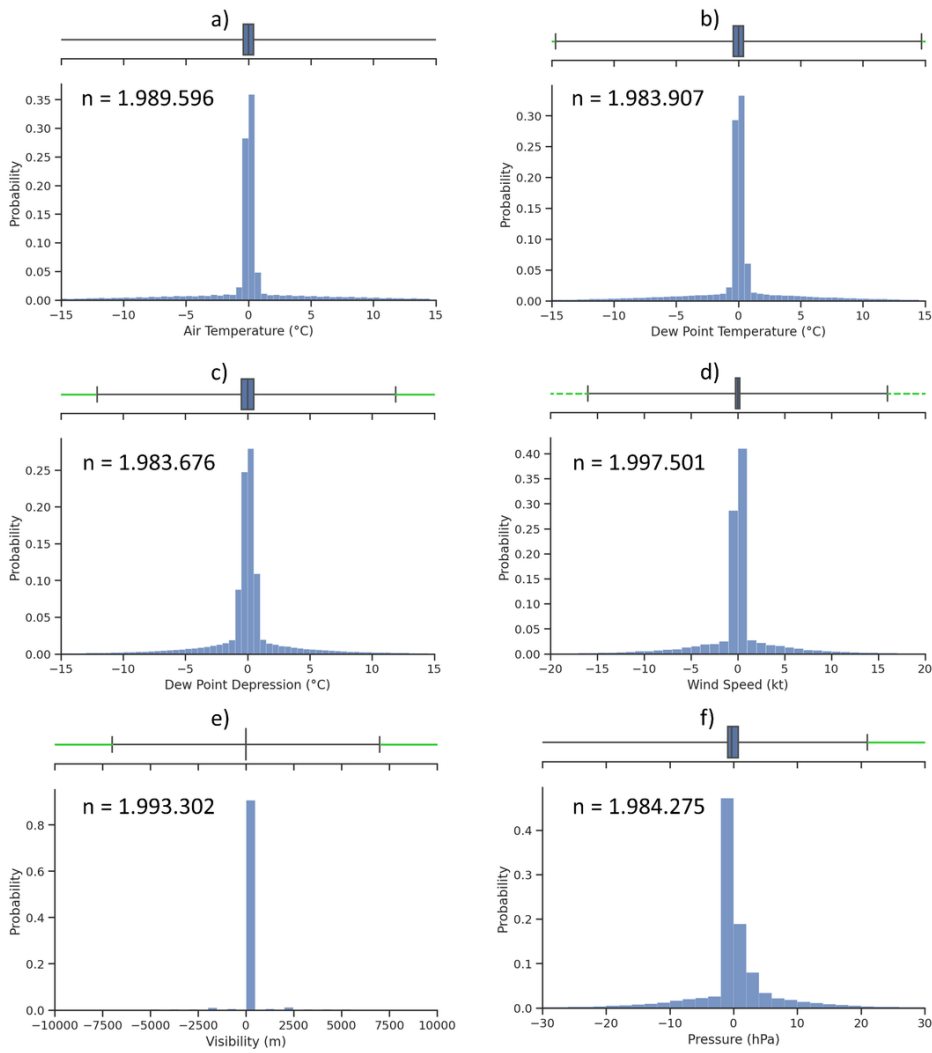 a)
n = 1.989.596
Probability
0.35
0.30
0.25
0.20
0.15
0.10
0.05
0.00
−15 −10 −5 0 5 10 15
Air Temperature (°C)
b)
n = 1.983.907
Probability
0.30
0.25
0.20
0.15
0.10
0.05
0.00
−15 −10 −5 0 5 10 15
Dew Point Temperature (°C)
c)
n = 1.983.676
Probability
0.25
0.20
0.15
0.10
0.05
0.00
−15 −10 −5 0 5 10 15
Dew Point Depression (°C)
d)
n = 1.997.501
Probability
0.40
0.35
0.30
0.25
0.20
0.15
0.10
0.05
0.00
−20 −15 −10 −5 0 5 10 15 20
Wind Speed (kt)
e)
n = 1.993.302
Probability
0.8
0.6
0.4
0.2
0.0
−10000 −7500 −5000 −2500 0 2500 5000 7500 10000
Visibility (m)
f)
n = 1.984.275
Probability
0.4
0.3
0.2
0.1
0.0
−30 −20 −10 0 10 20 30
Pressure (hPa)